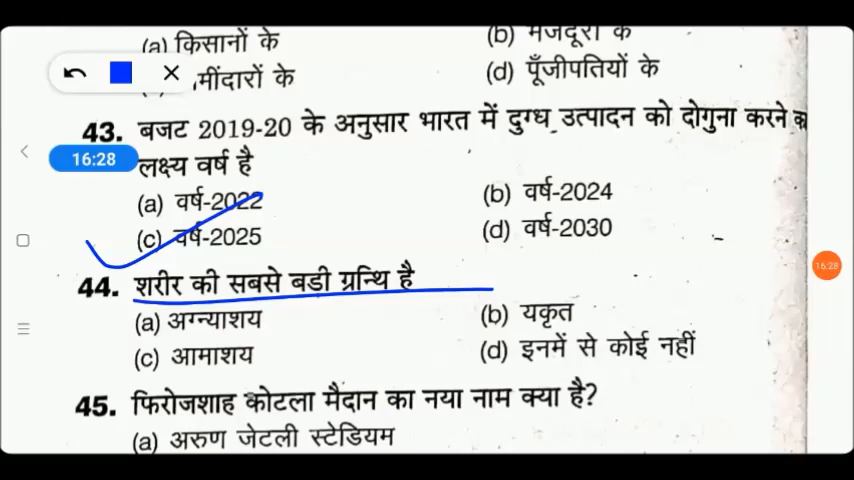 (a) किसानों के
(b) मजदूरों के
मींदारों के
(d) पूँजीपतियों के
43. बजट 2019-20 के अनुसार भारत में दुग्ध उत्पादन को दोगुना करने का
लक्ष्य वर्ष है
16:28
(a) वर्ष-2022
(b) वर्ष-2024
(c) वर्ष-2025
(d) वर्ष-2030
16:28
44. शरीर की सबसे बडी ग्रन्थि है
(a) अग्न्याशय
(b) यकृत
(c) आमाशय
(d) इनमें से कोई नहीं
45. फिरोजशाह कोटला मैदान का नया नाम क्या है?
(a) अरुण जेटली स्टेडियम